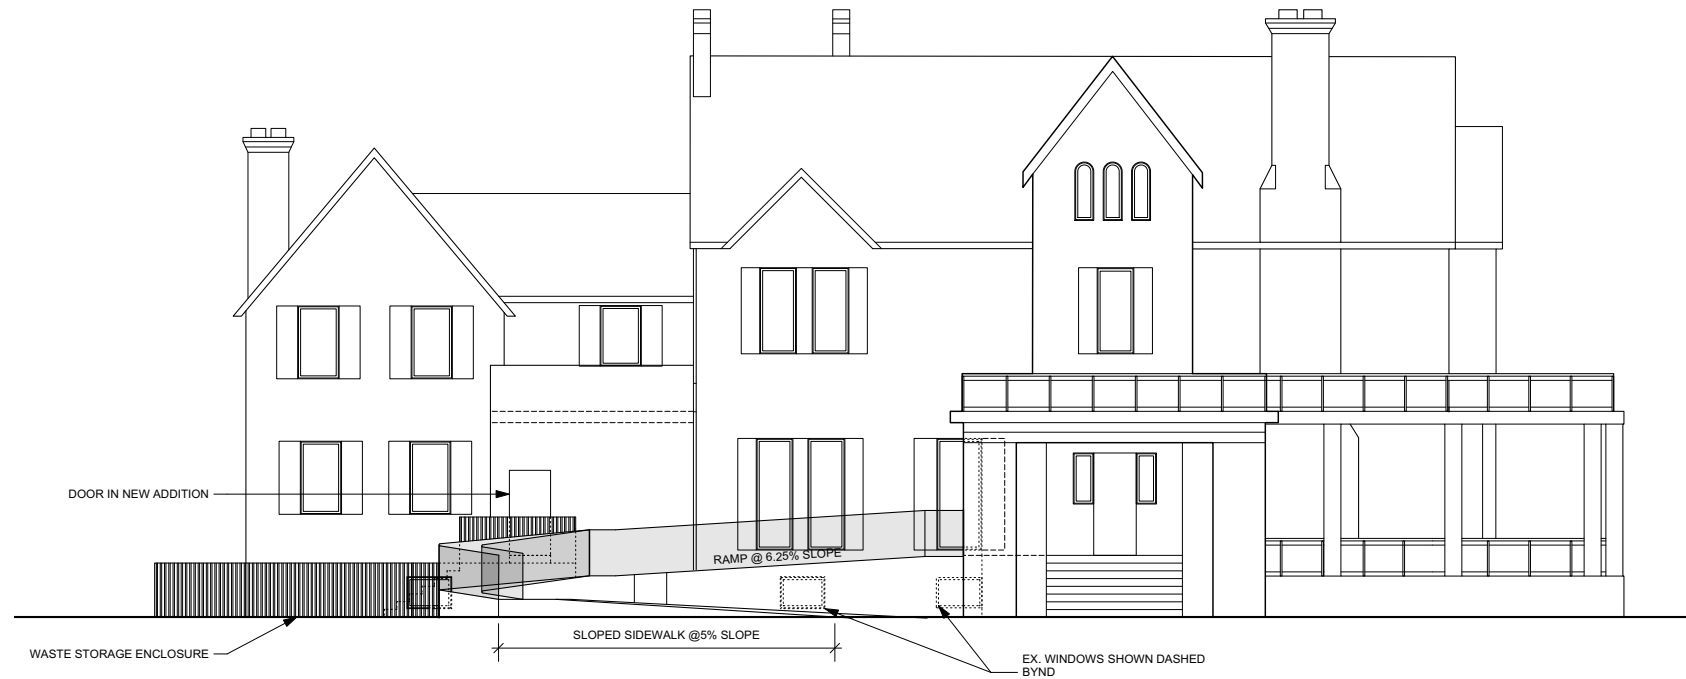 DOOR IN NEW ADDITION
RAMP @ 6.25% SLOPE
SLOPED SIDEWALK @5% SLOPE
WASTE STORAGE ENCLOSURE
EX. WINDOWS SHOWN DASHED
BYND